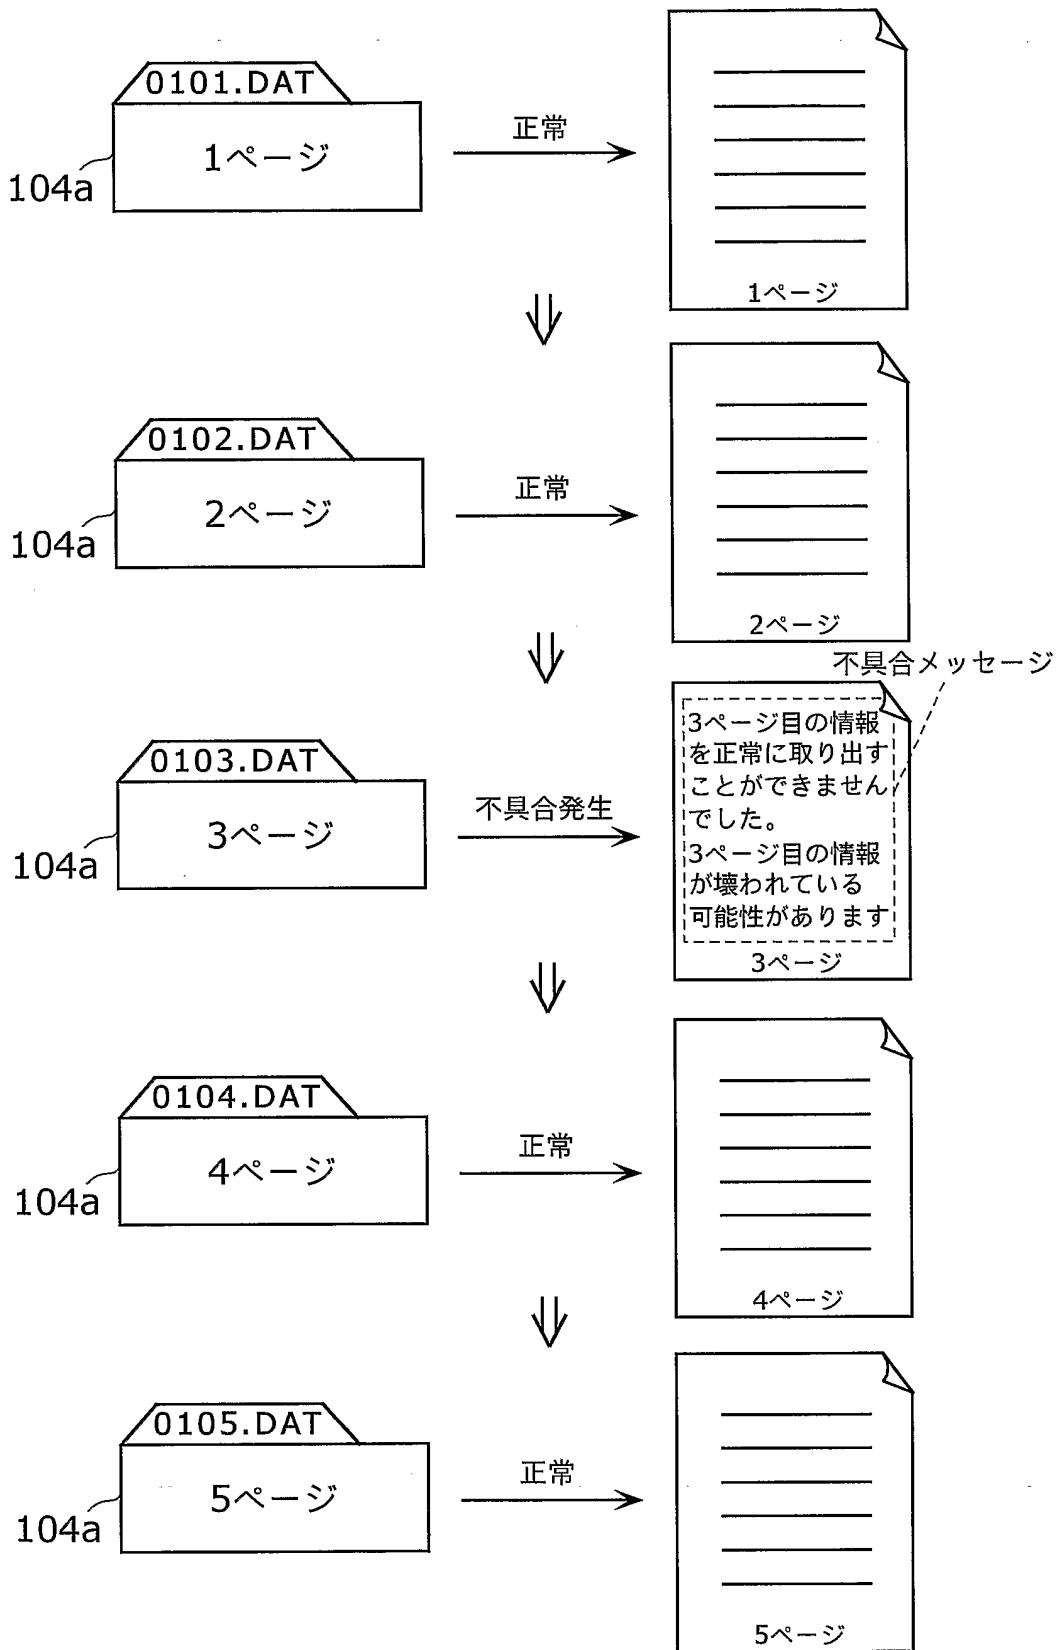 0101.DAT
1ページ
104a
正常
1ページ
0102.DAT
2ページ
104a
正常
2ページ
不具合メッセージ
0103.DAT
3ページ
104a
不具合発生
3ページ目の情報
を正常に取り出す
ことができません
でした。
3ページ目の情報
が壊われている
可能性があります
3ページ
0104.DAT
4ページ
104a
正常
4ページ
0105.DAT
5ページ
104a
正常
5ページ